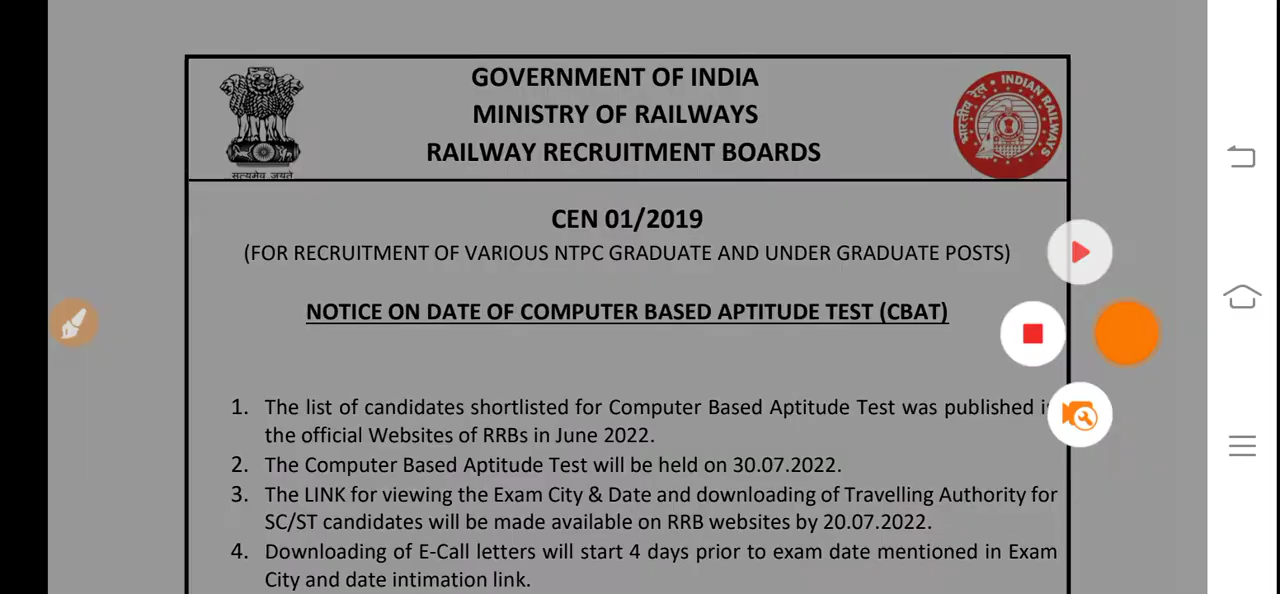 GOVERNMENT OF INDIA
MINISTRY OF RAILWAYS
RAILWAY RECRUITMENT BOARDS
सत्यमेव जयते
भारतीय रेल • INDIAN RAILWAYS
CEN 01/2019
(FOR RECRUITMENT OF VARIOUS NTPC GRADUATE AND UNDER GRADUATE POSTS)
NOTICE ON DATE OF COMPUTER BASED APTITUDE TEST (CBAT)
1. The list of candidates shortlisted for Computer Based Aptitude Test was published
the official Websites of RRBs in June 2022.
2. The Computer Based Aptitude Test will be held on 30.07.2022.
3. The LINK for viewing the Exam City & Date and downloading of Travelling Authority for
SC/ST candidates will be made available on RRB websites by 20.07.2022.
4. Downloading of E-Call letters will start 4 days prior to exam date mentioned in Exam
City and date intimation link.